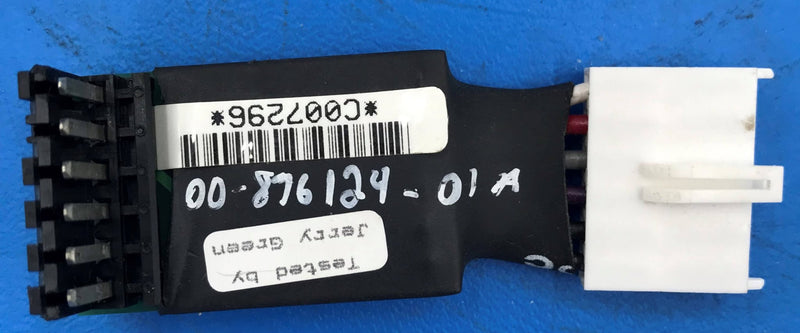 *C007296*
00-876124-01A
Tested by
Jerry Green